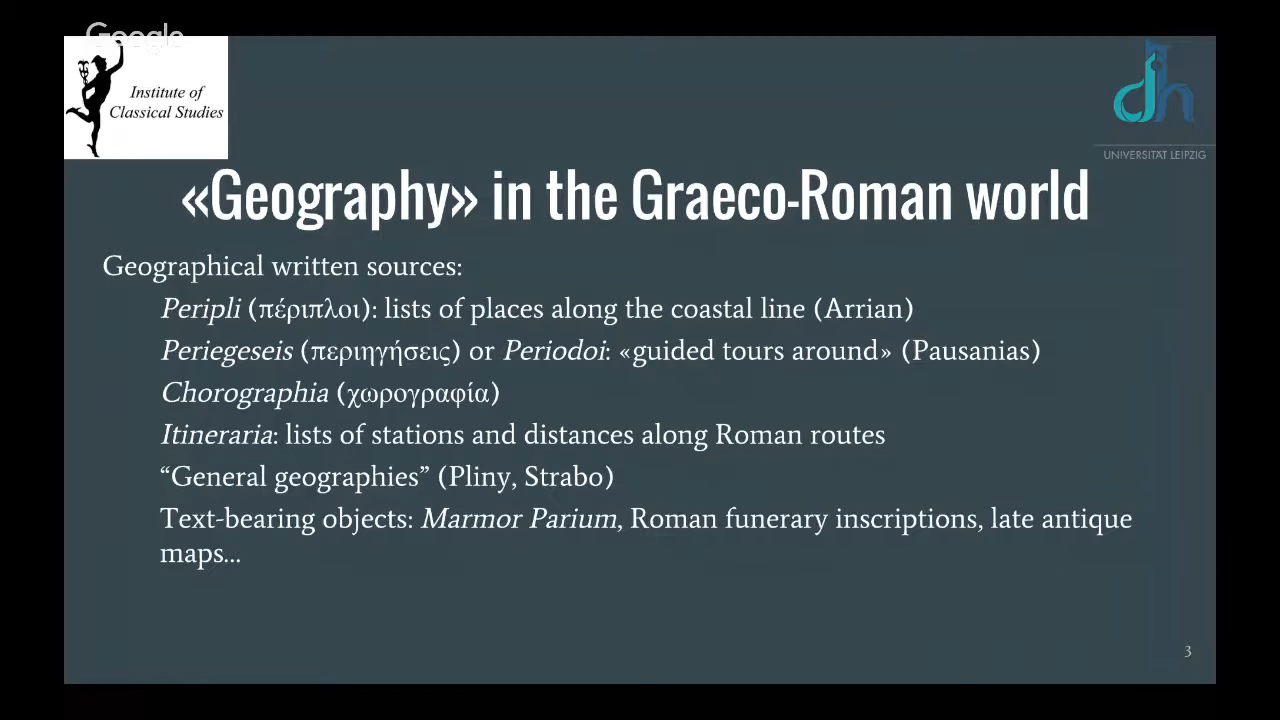 Google
Institute of
Classical Studies
dh
UNIVERSITÄT LEIPZIG
«Geography» in the Graeco-Roman world
Geographical written sources:
Peripli (πέριπλοι): lists of places along the coastal line (Arrian)
Periegeseis (περιηγήσεις) or Periodoi: «guided tours around» (Pausanias)
Chorographia (χωρογραφία)
Itineraria: lists of stations and distances along Roman routes
“General geographies” (Pliny, Strabo)
Text-bearing objects: Marmor Parium, Roman funerary inscriptions, late antique
maps...
3